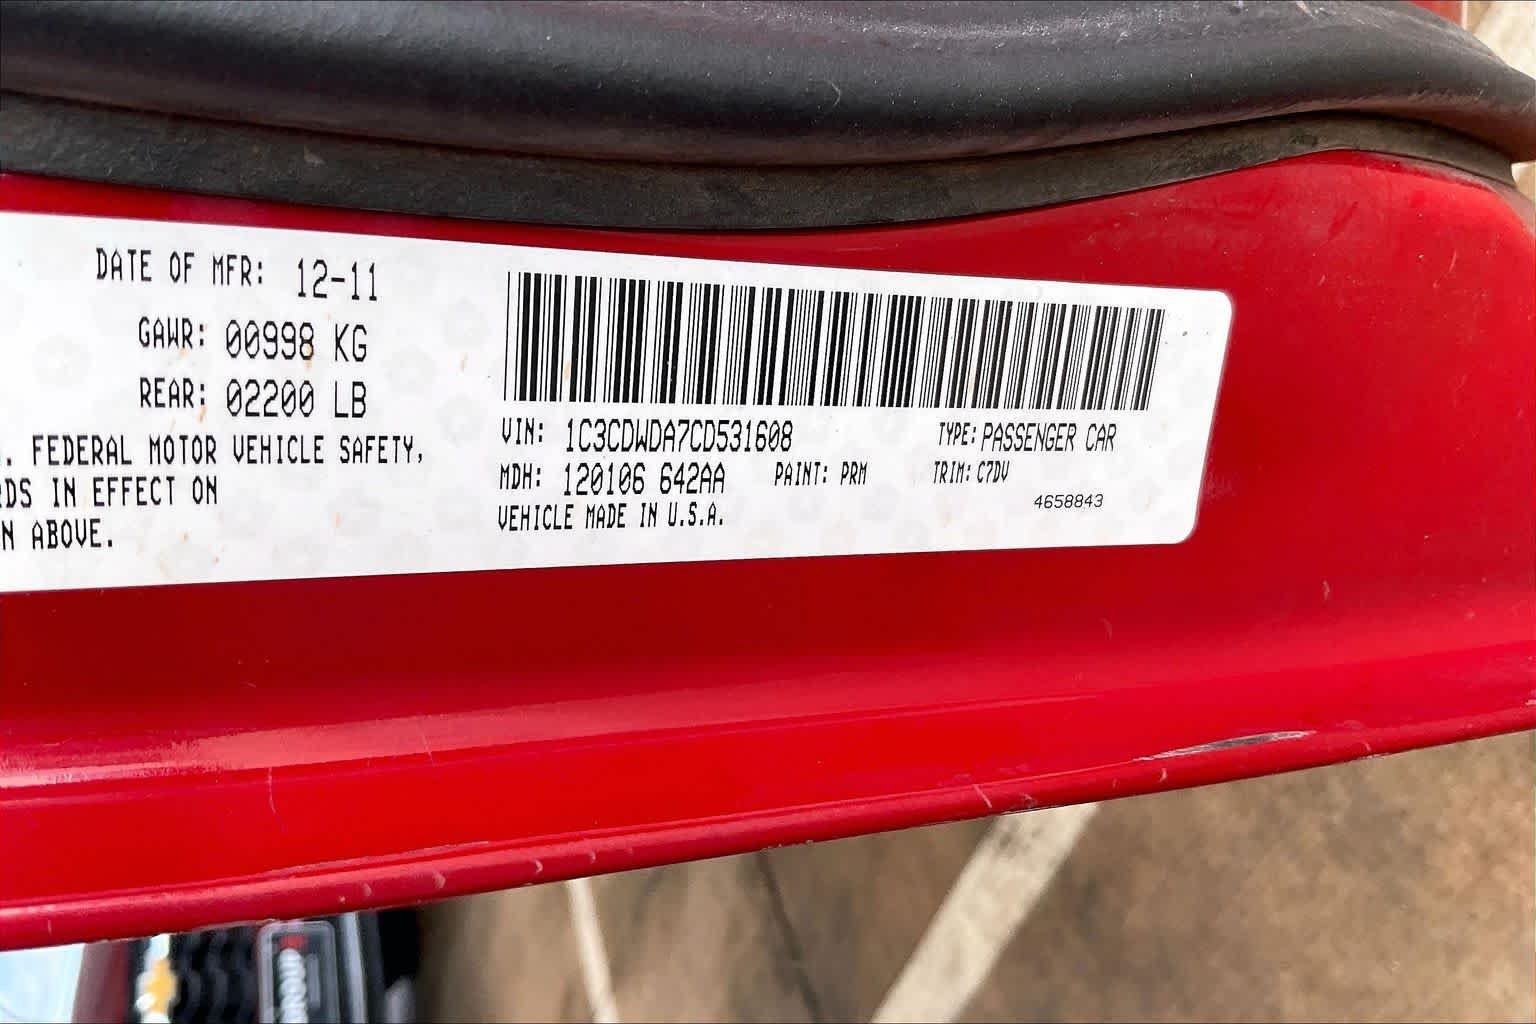 DATE OF MFR: 12-11
GAWR: 00998 KG
REAR: 02200 LB
. FEDERAL MOTOR VEHICLE SAFETY,
RDS IN EFFECT ON
N ABOVE.
VIN: 1C3CDWDA7CD531608 TYPE: PASSENGER CAR
MDH: 120106 642AA PAINT: PRM TRIM: C7DV
VEHICLE MADE IN U.S.A. 4658843